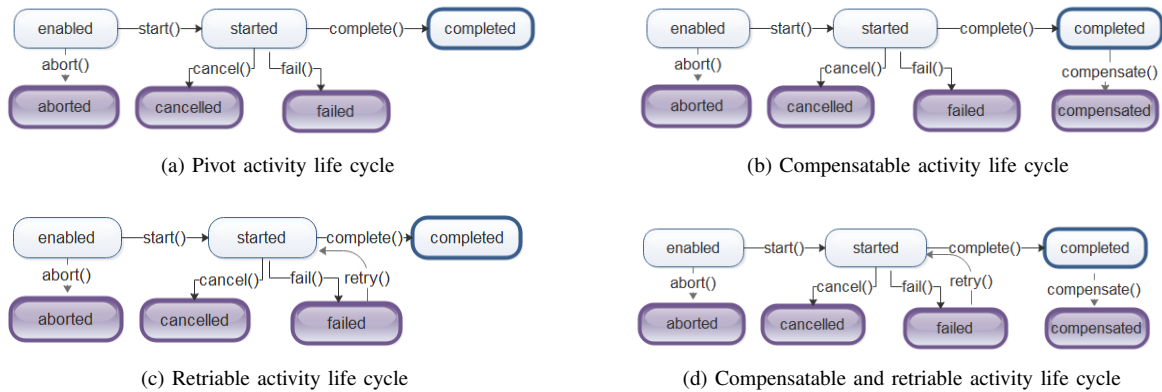 enabled start() started complete() completed
abort() cancel() fail()
aborted cancelled failed
(a) Pivot activity life cycle
enabled start() started complete() completed
abort() cancel() fail() compensate()
aborted cancelled failed compensated
(b) Compensatable activity life cycle
enabled start() started complete() completed
abort() cancel() fail() retry()
aborted cancelled failed
(c) Retriable activity life cycle
enabled start() started complete() completed
abort() cancel() fail() retry() compensate()
aborted cancelled failed compensated
(d) Compensatable and retriable activity life cycle